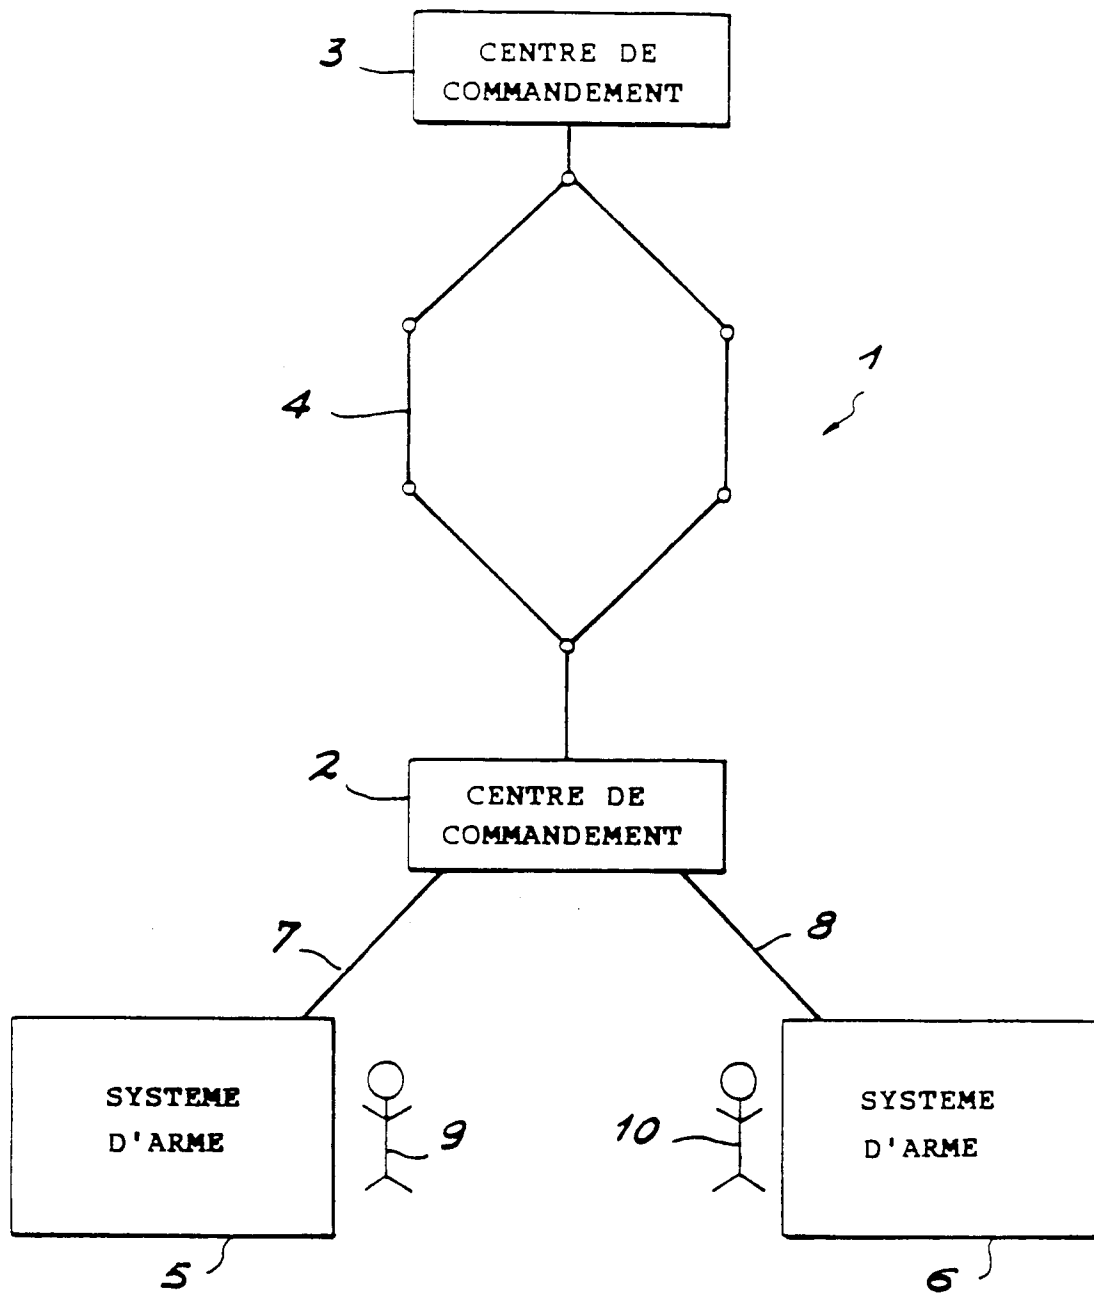 3
CENTRE DE
COMMANDEMENT
1
4
2
CENTRE DE
COMMANDEMENT
7
8
SYSTEME
D'ARME
9
10
SYSTEME
D'ARME
5
6